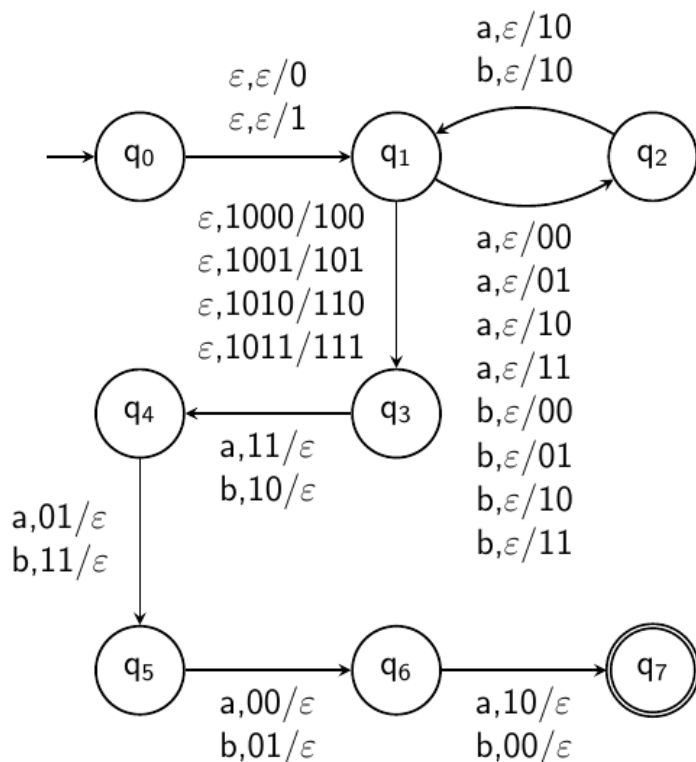 a,ε/10
b,ε/10
ε,ε/0
ε,ε/1
q₀
q₁
q₂
ε,1000/100
ε,1001/101
ε,1010/110
ε,1011/111
a,ε/00
a,ε/01
a,ε/10
a,ε/11
b,ε/00
b,ε/01
b,ε/10
b,ε/11
q₄
q₃
a,11/ε
b,10/ε
a,01/ε
b,11/ε
q₅
q₆
q₇
a,00/ε
b,01/ε
a,10/ε
b,00/ε